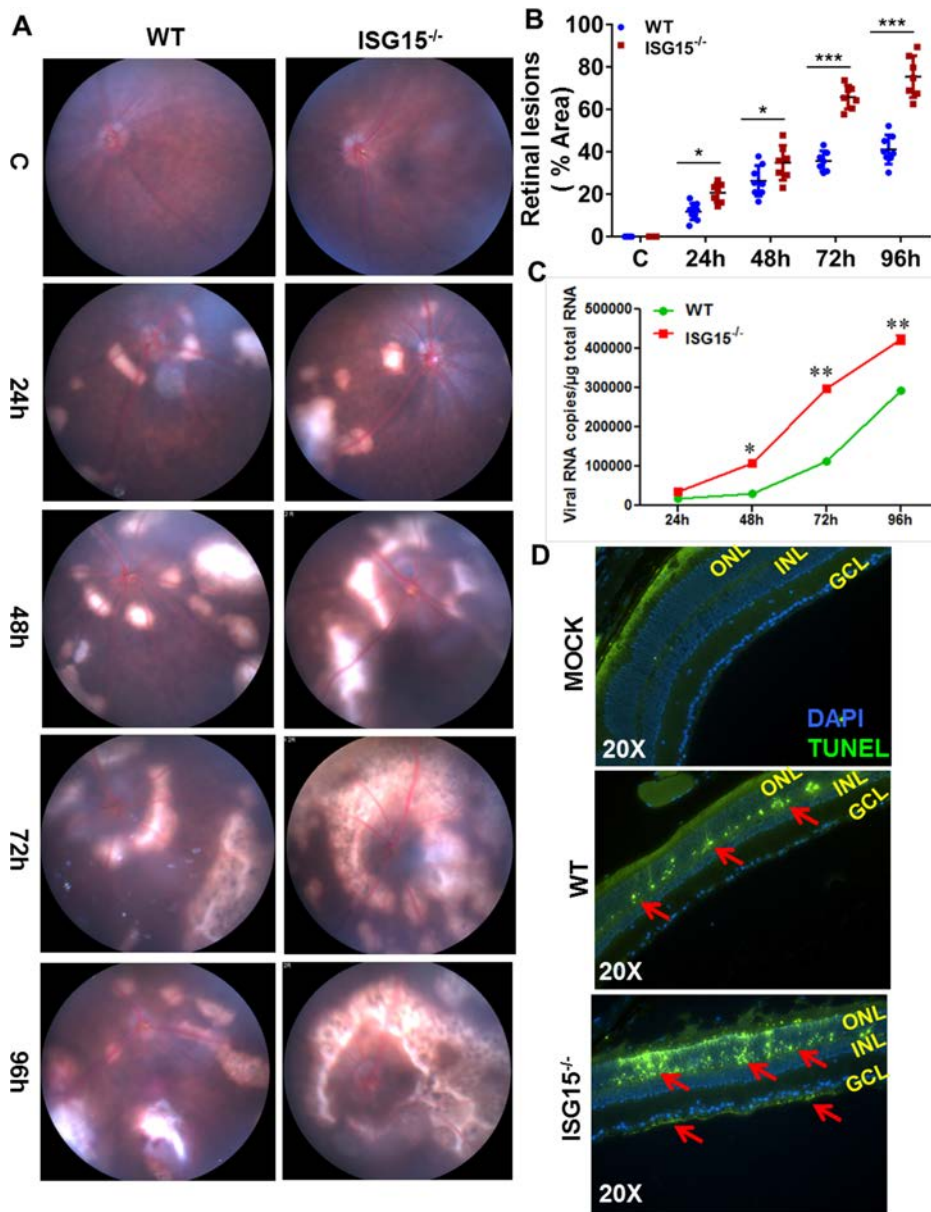 A
WT
ISG15-/-
C
24h
48h
72h
96h
B
WT
ISG15-/-
Retinal lesions
( % Area)
100
80
60
40
20
0
*
*
***
***
C 24h 48h 72h 96h
C
WT
ISG15-/-
Viral RNA copies/µg total RNA
500000
400000
300000
200000
100000
0
*
**
**
24h 48h 72h 96h
D
MOCK
ONL
INL
GCL
DAPI
TUNEL
20X
WT
ONL
INL
GCL
20X
ISG15-/-
ONL
INL
GCL
20X